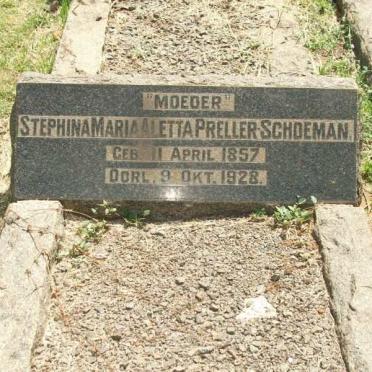 "MOEDER"
STEPHINA MARIA ALETTA PRELLER-SCHOEMAN.
GEB. 11 APRIL 1857
OORL. 9 OKT. 1928.